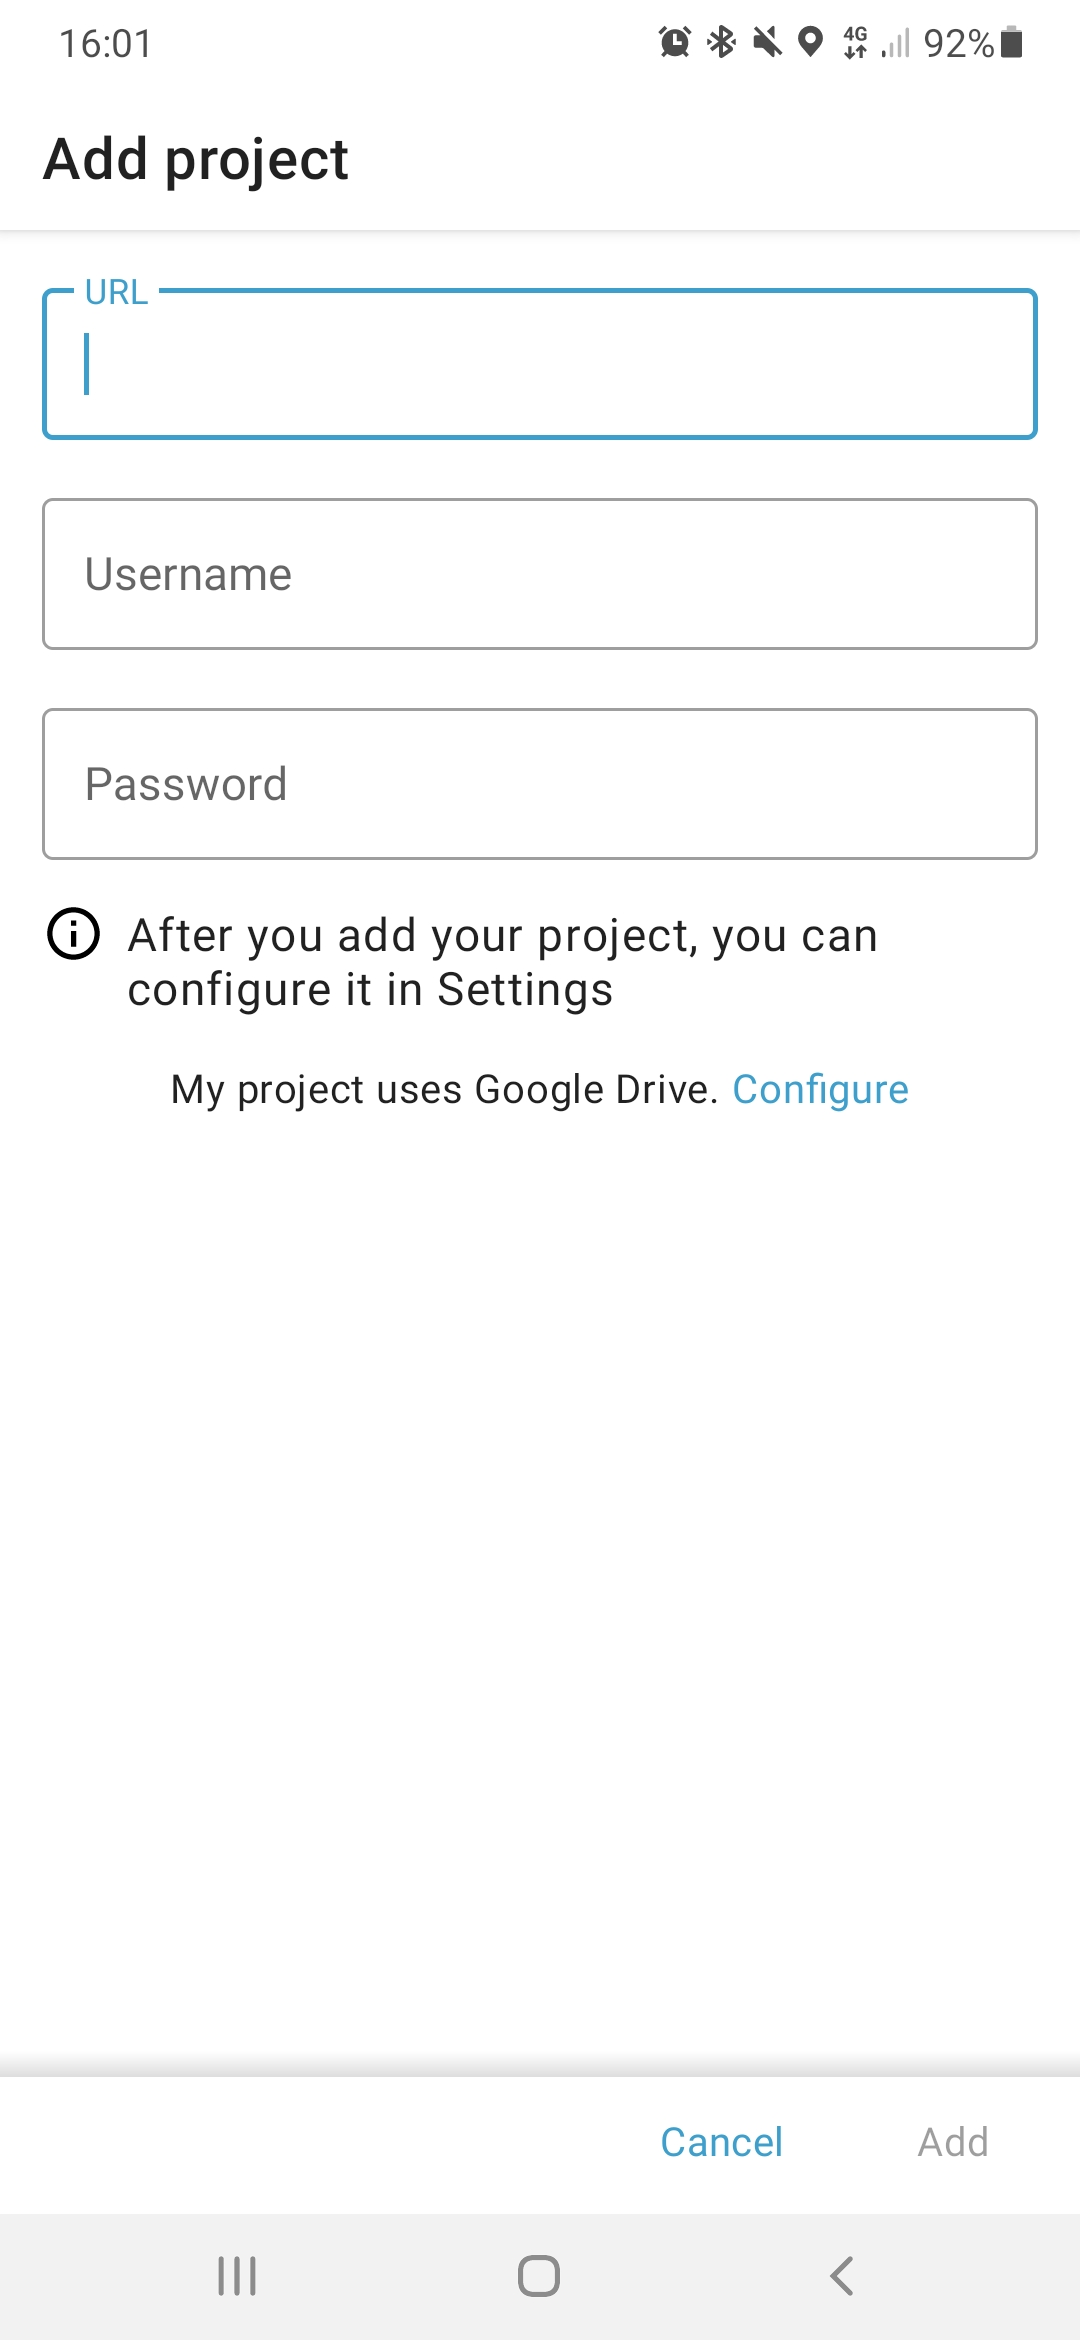 16:01
4G
92%
Add project
URL
Username
Password
After you add your project, you can
configure it in Settings
My project uses Google Drive. Configure
Cancel
Add